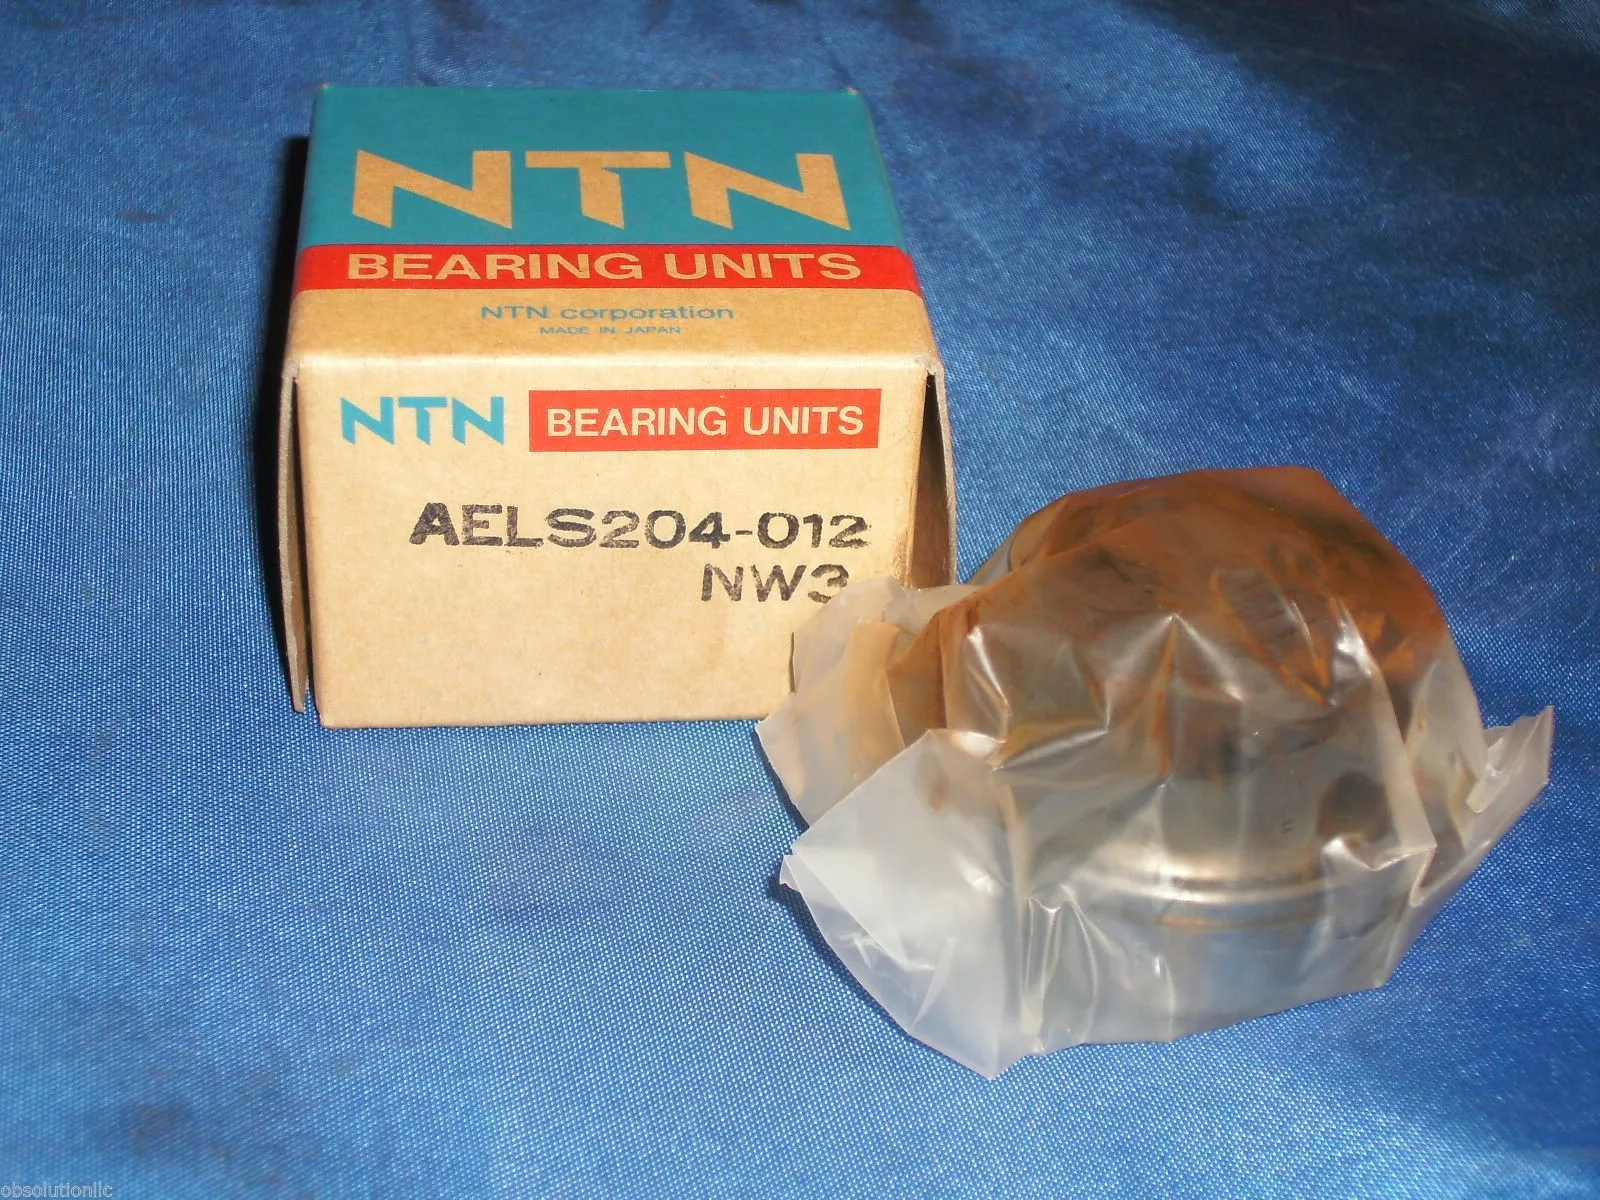 NTN
BEARING UNITS
NTN corporation
MADE IN JAPAN
NTN BEARING UNITS
AELS204-012
NW3
obsolutionllc